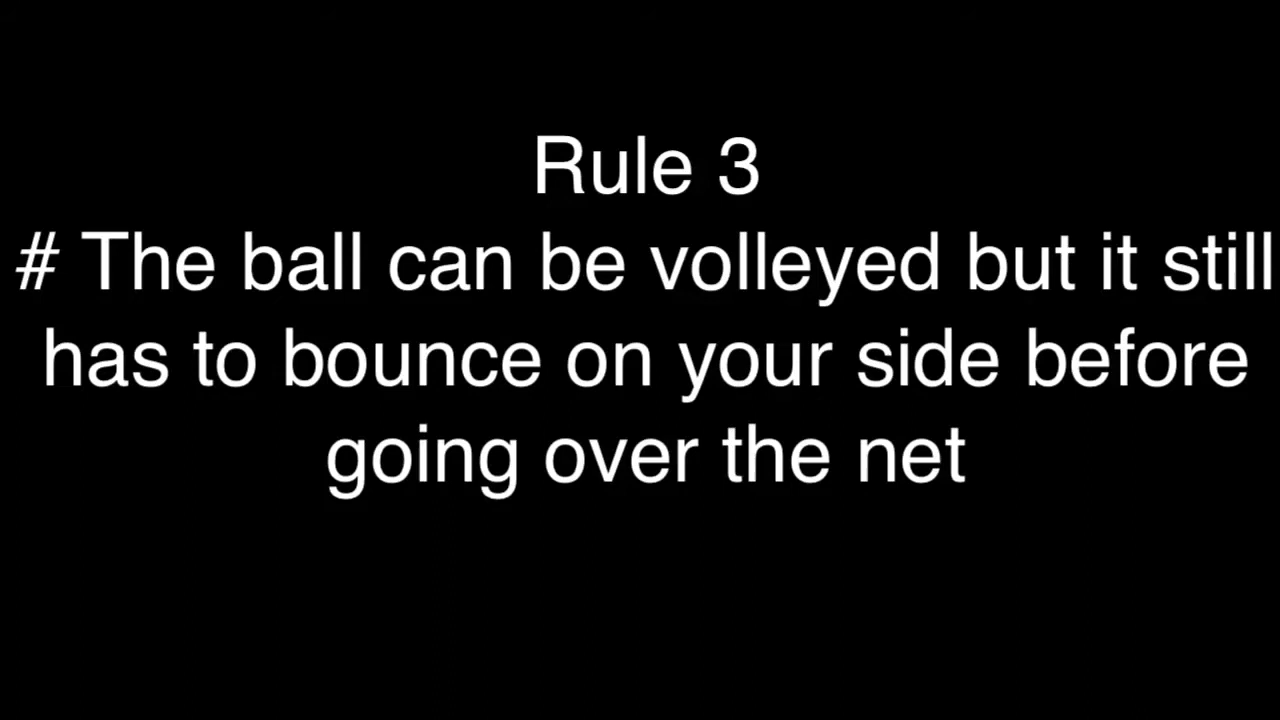 Rule 3
# The ball can be volleyed but it still
has to bounce on your side before
going over the net